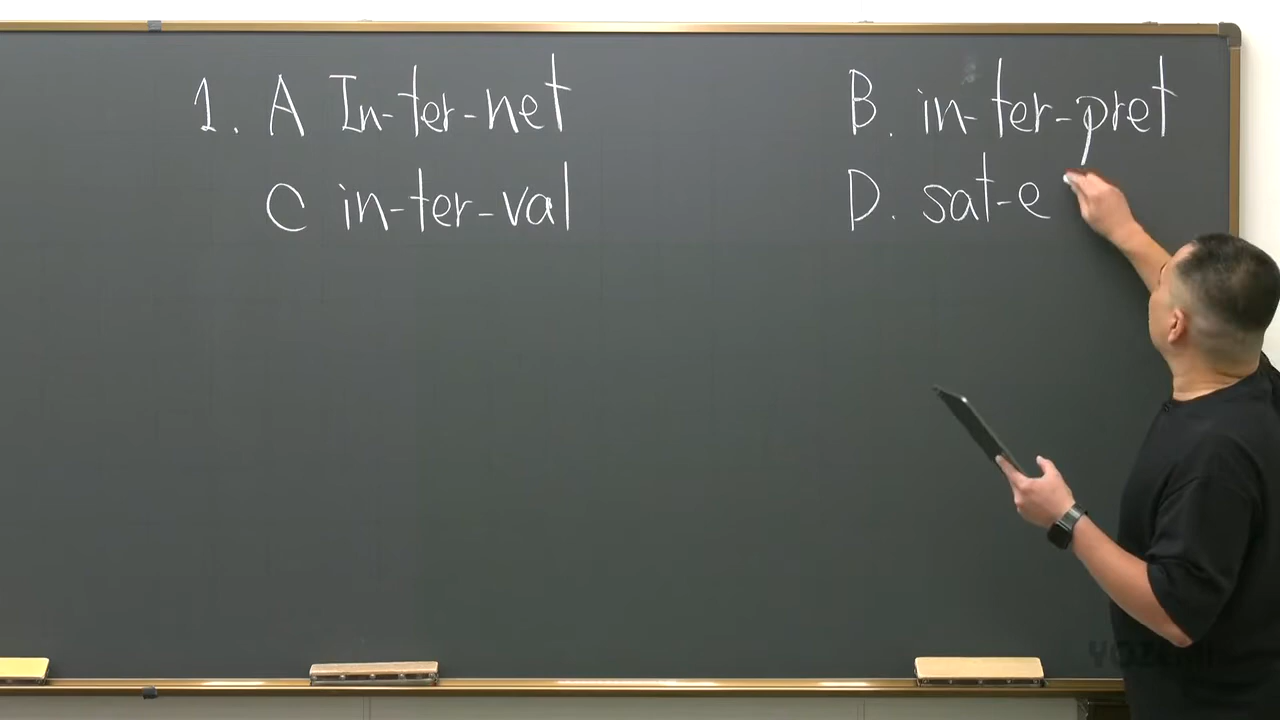 1. A In-ter-net B. in-ter-pret
C in-ter-val D. sat-e